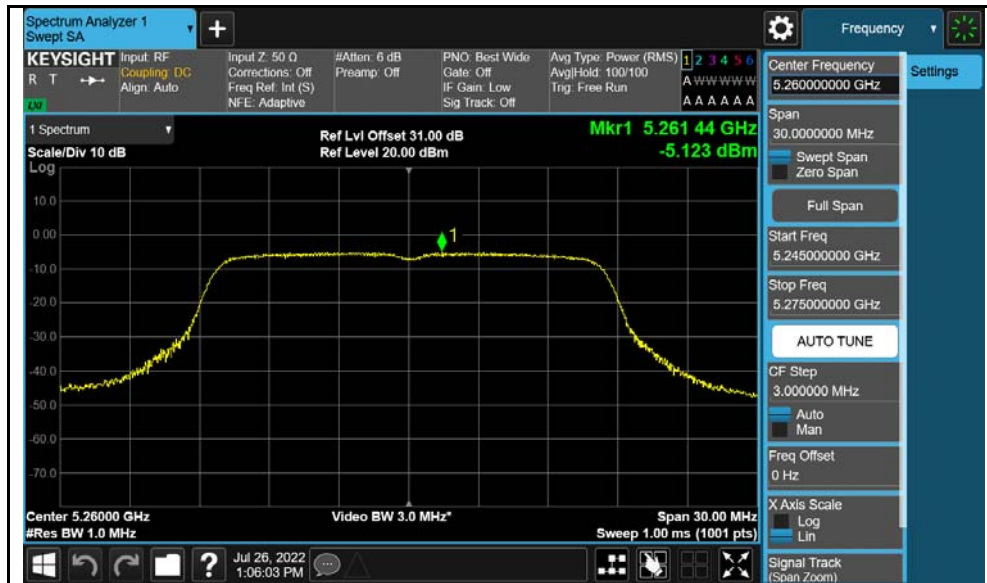 Spectrum Analyzer 1
Swept SA
+
Frequency
KEYSIGHT
R T
LXI
Input: RF
Coupling: DC
Align: Auto
Input Z: 50 Ω
Corrections: Off
Freq Ref: Int (S)
NFE: Adaptive
#Atten: 6 dB
Preamp: Off
PNO: Best Wide
Gate: Off
IF Gain: Low
Sig Track: Off
Avg Type: Power (RMS)
Avg|Hold: 100/100
Trig: Free Run
1 2 3 4 5 6
A W W W W W
A A A A A A
1 Spectrum
Scale/Div 10 dB
Log
Ref Lvl Offset 31.00 dB
Ref Level 20.00 dBm
Mkr1 5.261 44 GHz
-5.123 dBm
10.0
0.00
-10.0
-20.0
-30.0
-40.0
-50.0
-60.0
-70.0
1
Center 5.26000 GHz
#Res BW 1.0 MHz
Video BW 3.0 MHz*
Span 30.00 MHz
Sweep 1.00 ms (1001 pts)
Center Frequency
5.260000000 GHz
Span
30.0000000 MHz
Swept Span
Zero Span
Full Span
Start Freq
5.245000000 GHz
Stop Freq
5.275000000 GHz
AUTO TUNE
CF Step
3.000000 MHz
Auto
Man
Freq Offset
0 Hz
X Axis Scale
Log
Lin
Signal Track
(Span Zoom)
Settings
?
Jul 26, 2022
1:06:03 PM